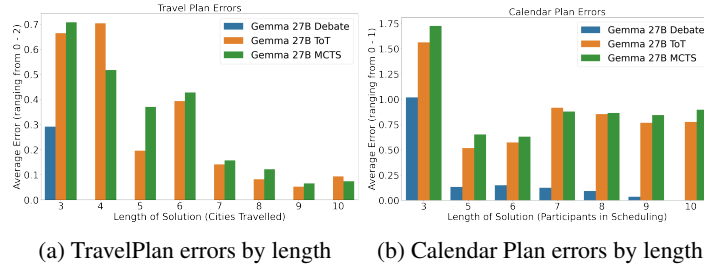 Travel Plan Errors
Average Error (ranging from 0 - 2)
0.7
0.6
0.5
0.4
0.3
0.2
0.1
0.0
Gemma 27B Debate
Gemma 27B ToT
Gemma 27B MCTS
3 4 5 6 7 8 9 10
Length of Solution (Cities Travelled)
(a) TravelPlan errors by length
Calendar Plan Errors
Average Error (ranging from 0 - 1)
1.75
1.50
1.25
1.00
0.75
0.50
0.25
0.00
Gemma 27B Debate
Gemma 27B ToT
Gemma 27B MCTS
3 5 6 7 8 9 10
Length of Solution (Participants in Scheduling)
(b) Calendar Plan errors by length